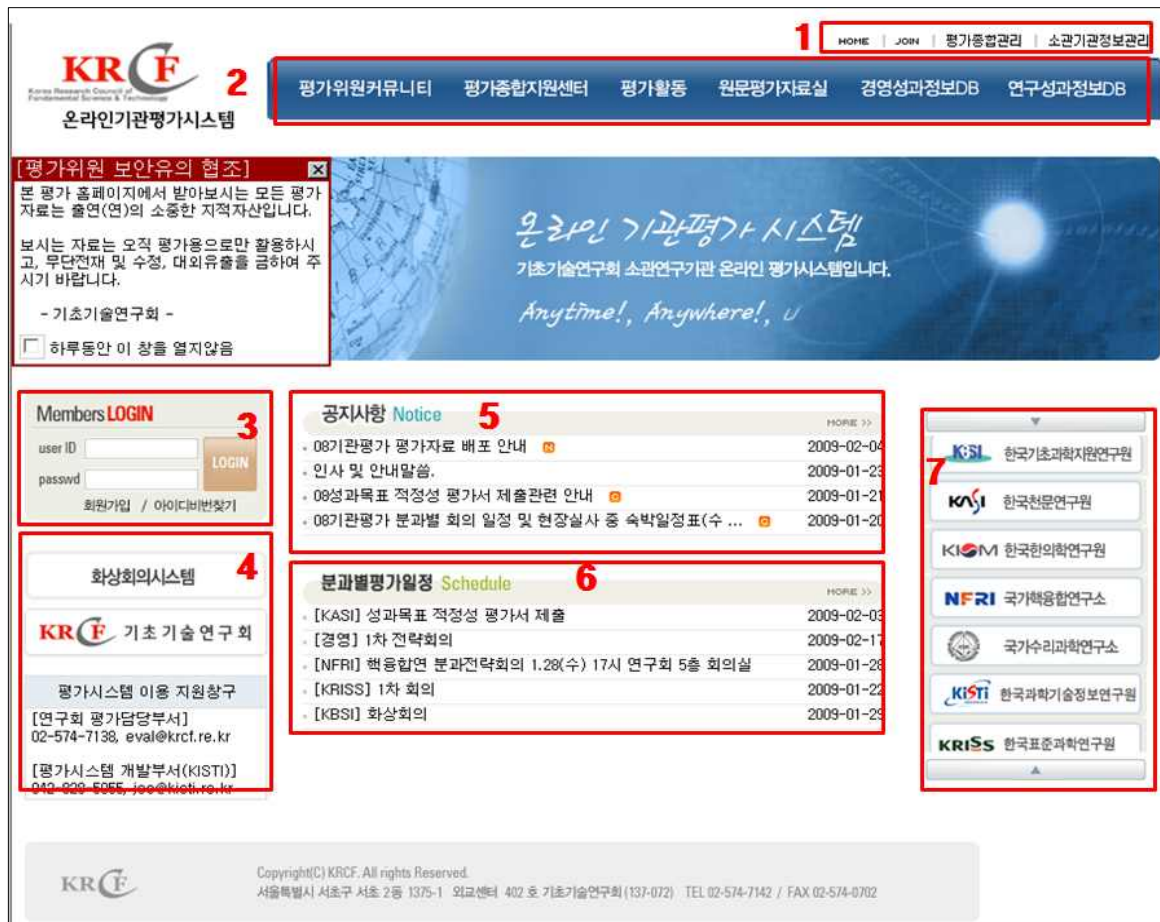 1
HOME | JOIN | 평가종합관리 | 소관기관정보관리
KRCF
Korea Research Council of
Fundamental Science & Technology
온라인기관평가시스템
2
평가위원커뮤니티 평가종합지원센터 평가활동 원문평가자료실 경영성과정보DB 연구성과정보DB
[평가위원 보안유의 협조]
본 평가 홈페이지에서 받아보시는 모든 평가
자료는 출연(연)의 소중한 지적자산입니다.
보시는 자료는 오직 평가용으로만 활용하시
고, 무단전재 및 수정, 대외유출을 금하여 주
시기 바랍니다.
- 기초기술연구회 -
하루동안 이 창을 열지않음
온라인 기관평가 시스템
기초기술연구회 소관연구기관 온라인 평가시스템입니다.
Anytime!, Anywhere!, U
Members LOGIN
3
user ID
passwd
LOGIN
회원가입 / 아이디비번찾기
4
화상회의시스템
KRCF 기초기술연구회
평가시스템 이용 지원창구
[연구회 평가담당부서]
02-574-7138, eval@krcf.re.kr
[평가시스템 개발부서(KISTI)]
042-828-5055, joo@kisti.re.kr
공지사항 Notice
5
MORE >>
08기관평가 평가자료 배포 안내 2009-02-04
인사 및 안내말씀. 2009-01-23
09성과목표 적정성 평가서 제출관련 안내 2009-01-21
08기관평가 분과별 회의 일정 및 현장실사 중 숙박일정표(수 ... 2009-01-20
분과별평가일정 Schedule
6
MORE >>
[KASI] 성과목표 적정성 평가서 제출 2009-02-03
[경영] 1차 전략회의 2009-02-17
[NFRI] 핵융합연 분과전략회의 1.28(수) 17시 연구회 5층 회의실 2009-01-28
[KRISS] 1차 회의 2009-01-22
[KBSI] 화상회의 2009-01-29
7
한국기초과학지원연구원
KASI 한국천문연구원
KIOM 한국한의학연구원
NFRI 국가핵융합연구소
국가수리과학연구소
KiSTi 한국과학기술정보연구원
KRISS 한국표준과학연구원
KRCF
Copyright(C) KRCF. All rights Reserved.
서울특별시 서초구 서초 2동 1375-1 외교센터 402 호 기초기술연구회 (137-072) TEL 02-574-7142 / FAX 02-574-0702